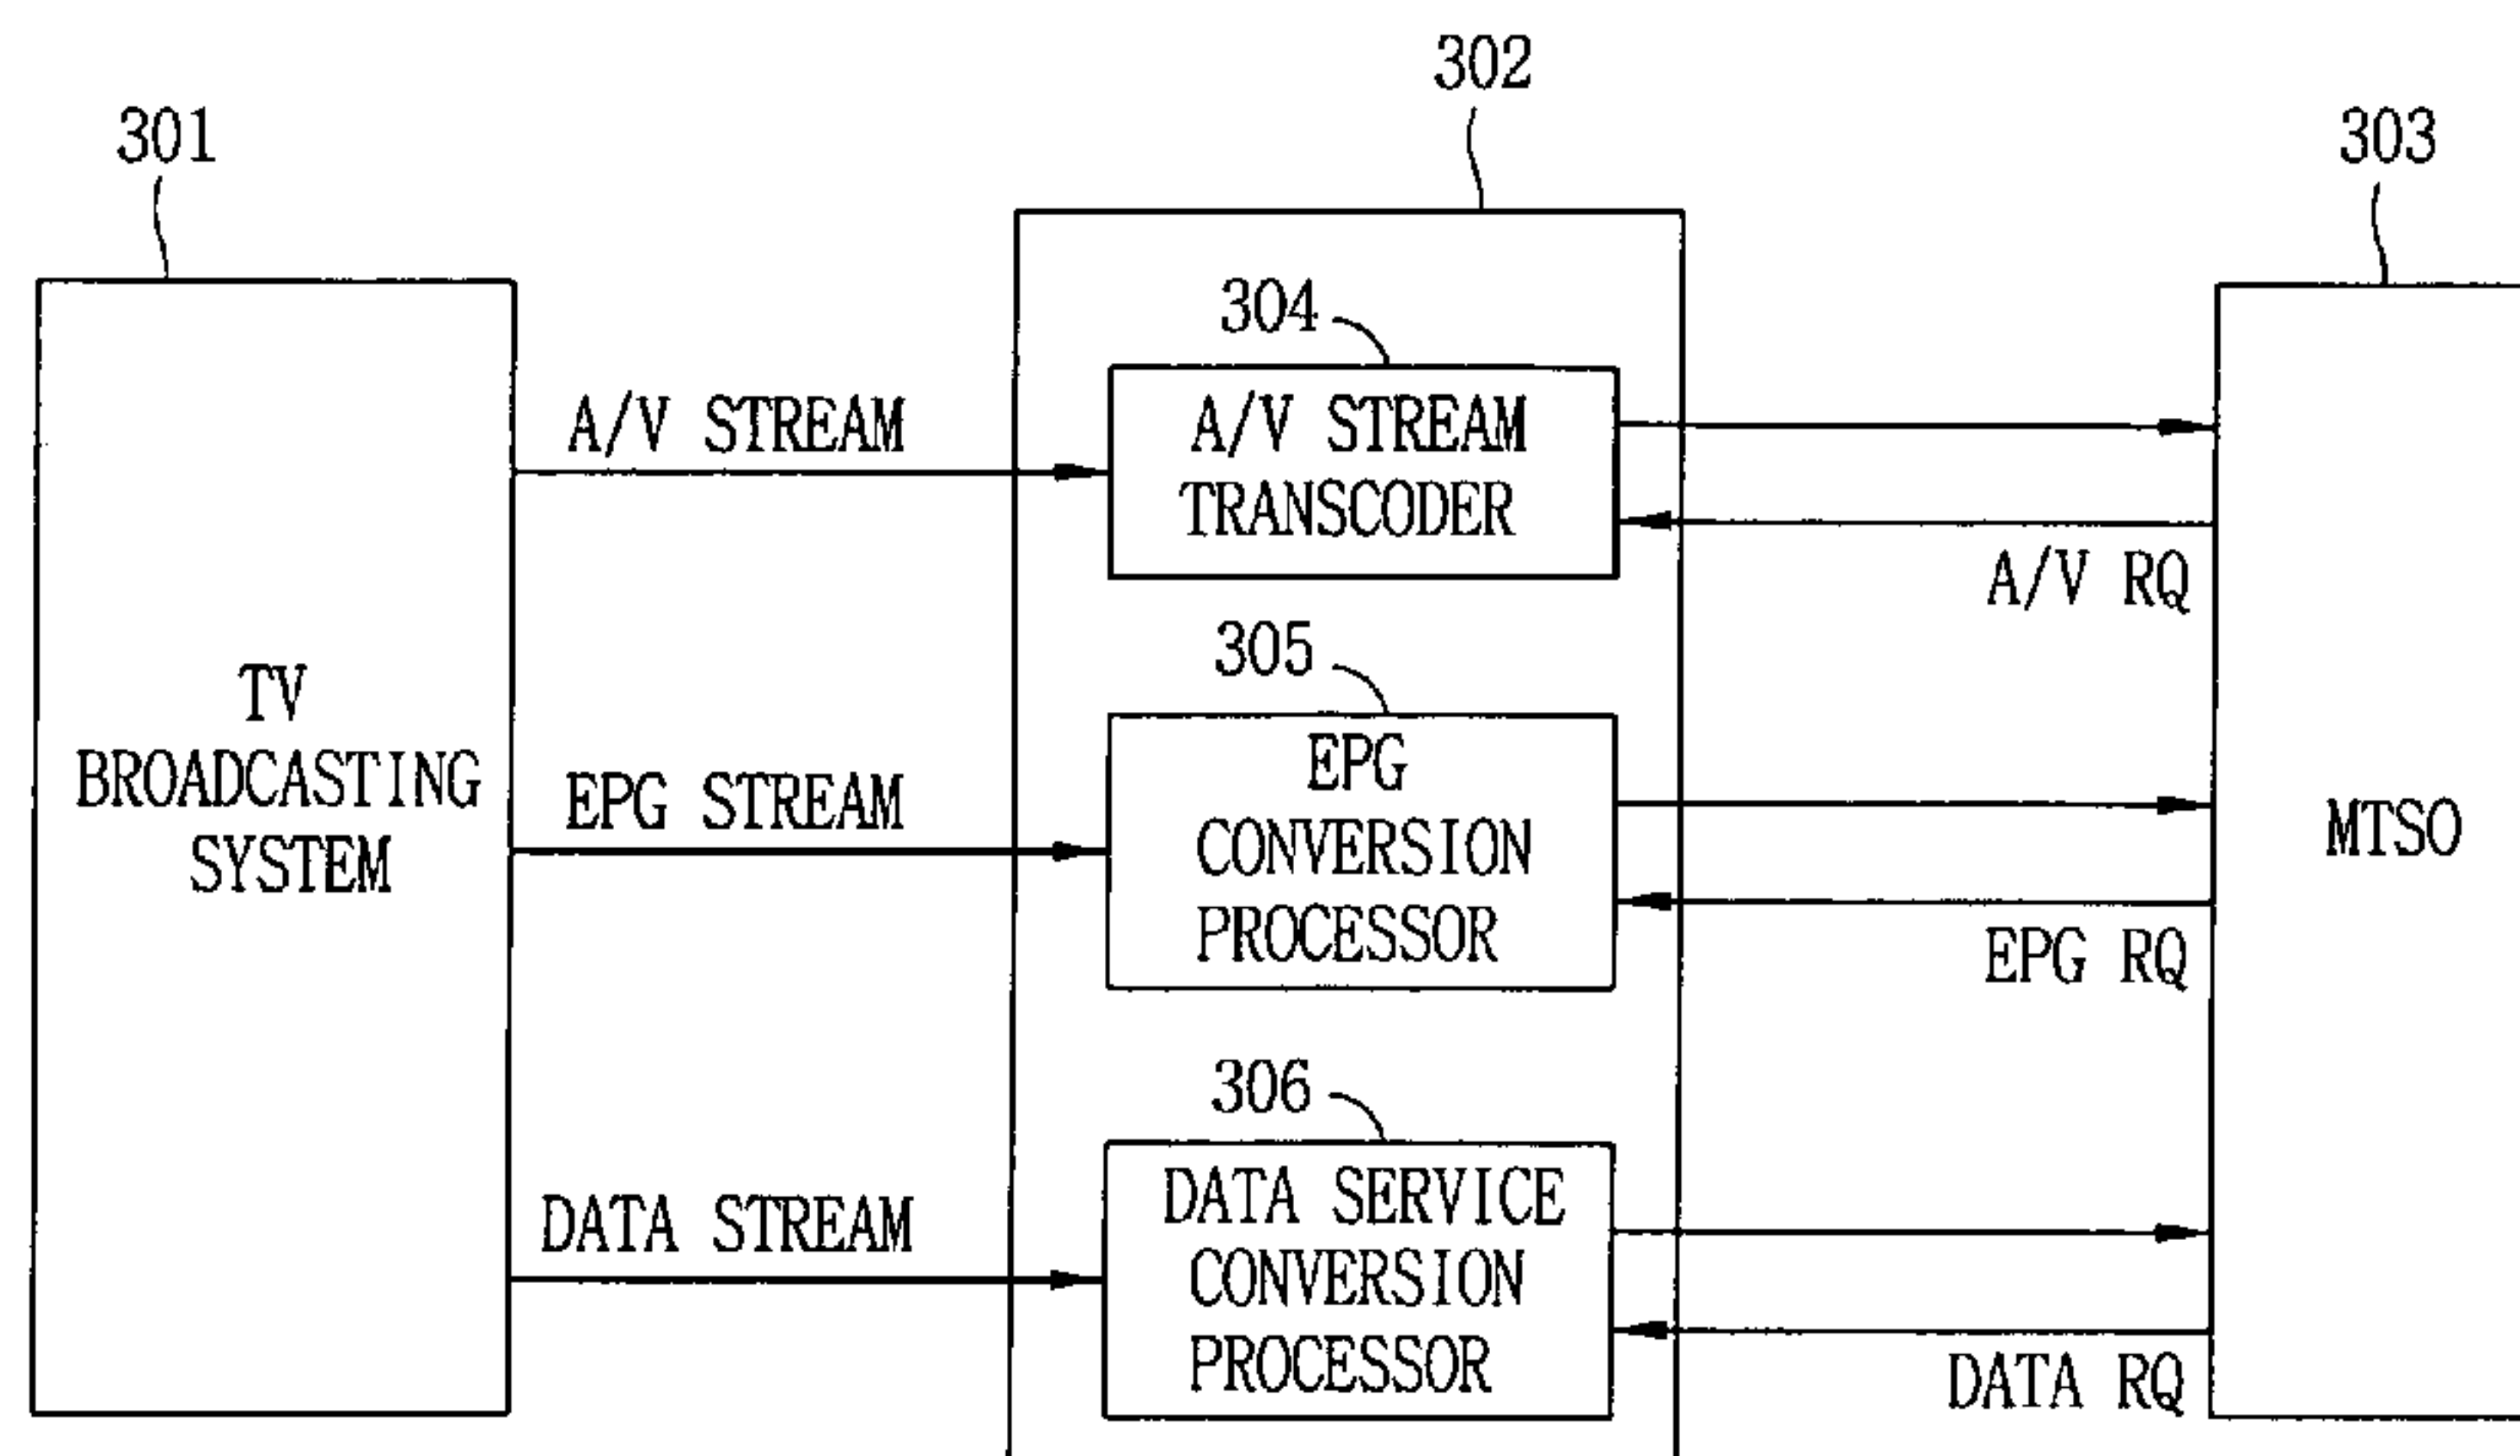 302
301
303
304
A/V STREAM
A/V STREAM
TRANSCODER
A/V RQ
305
TV
BROADCASTING
SYSTEM
EPG STREAM
EPG
CONVERSION
PROCESSOR
MTSO
EPG RQ
306
DATA STREAM
DATA SERVICE
CONVERSION
PROCESSOR
DATA RQ